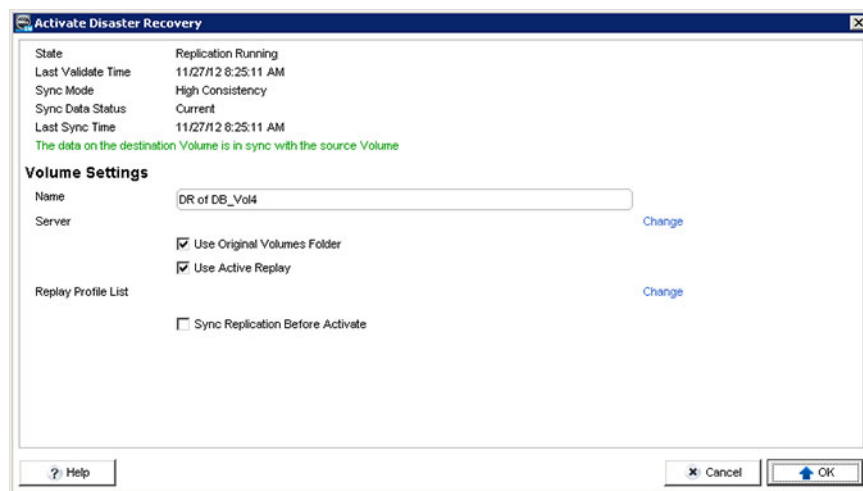 Activate Disaster Recovery
State Replication Running
Last Validate Time 11/27/12 8:25:11 AM
Sync Mode High Consistency
Sync Data Status Current
Last Sync Time 11/27/12 8:25:11 AM
The data on the destination Volume is in sync with the source Volume
Volume Settings
Name DR of DB_Vol4
Server Change
Use Original Volumes Folder
Use Active Replay
Replay Profile List Change
Sync Replication Before Activate
? Help Cancel OK